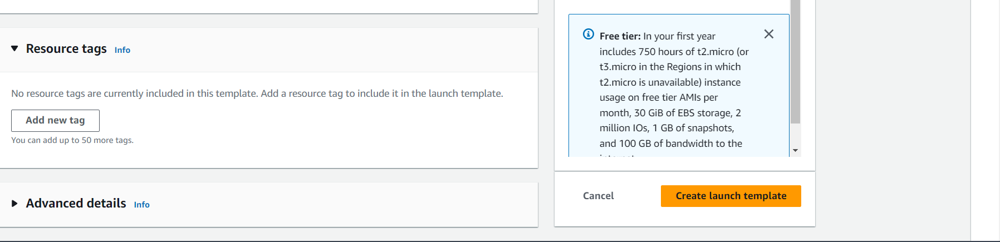 Resource tags Info
No resource tags are currently included in this template. Add a resource tag to include it in the launch template.
Add new tag
You can add up to 50 more tags.
Advanced details Info
Free tier: In your first year
includes 750 hours of t2.micro (or
t3.micro in the Regions in which
t2.micro is unavailable) instance
usage on free tier AMIs per
month, 30 GiB of EBS storage, 2
million IOs, 1 GB of snapshots,
and 100 GB of bandwidth to the
Cancel
Create launch template